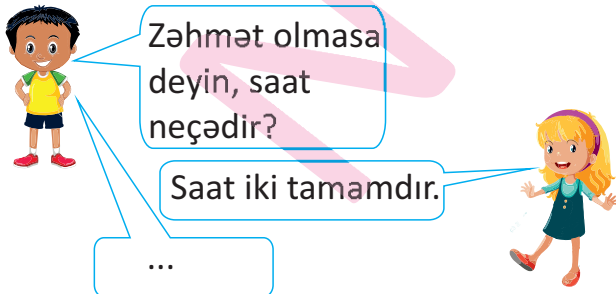 Zəhmət olmasa
deyin, saat
neçədir?
Saat iki tamamdır.
...